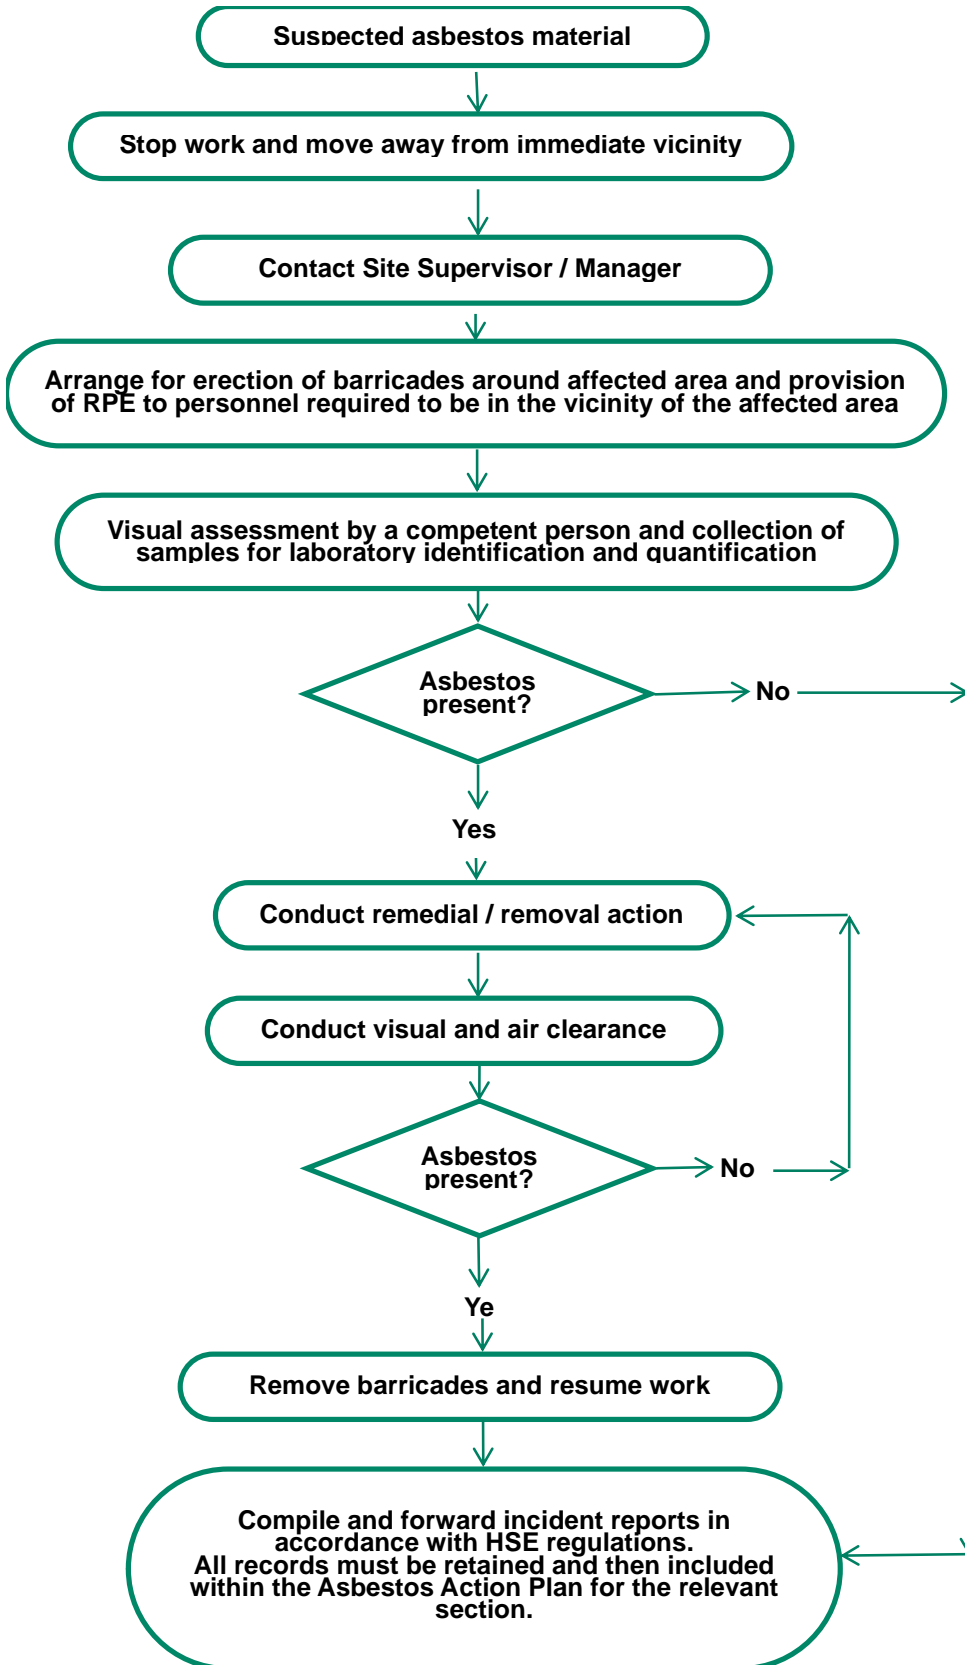 Suspected asbestos material
Stop work and move away from immediate vicinity
Contact Site Supervisor / Manager
Arrange for erection of barricades around affected area and provision
of RPE to personnel required to be in the vicinity of the affected area
Visual assessment by a competent person and collection of
samples for laboratory identification and quantification
Asbestos
present?
No
Yes
Conduct remedial / removal action
Conduct visual and air clearance
Asbestos
present?
No
Ye
Remove barricades and resume work
Compile and forward incident reports in
accordance with HSE regulations.
All records must be retained and then included
within the Asbestos Action Plan for the relevant
section.